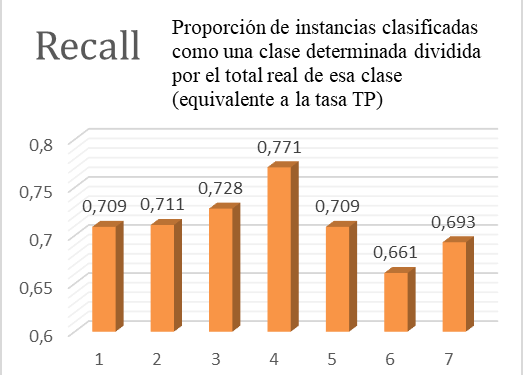 Recall
Proporción de instancias clasificadas
como una clase determinada dividida
por el total real de esa clase
(equivalente a la tasa TP)
0,8
0,75
0,7
0,65
0,6
0,709
0,711
0,728
0,771
0,709
0,661
0,693
1 2 3 4 5 6 7